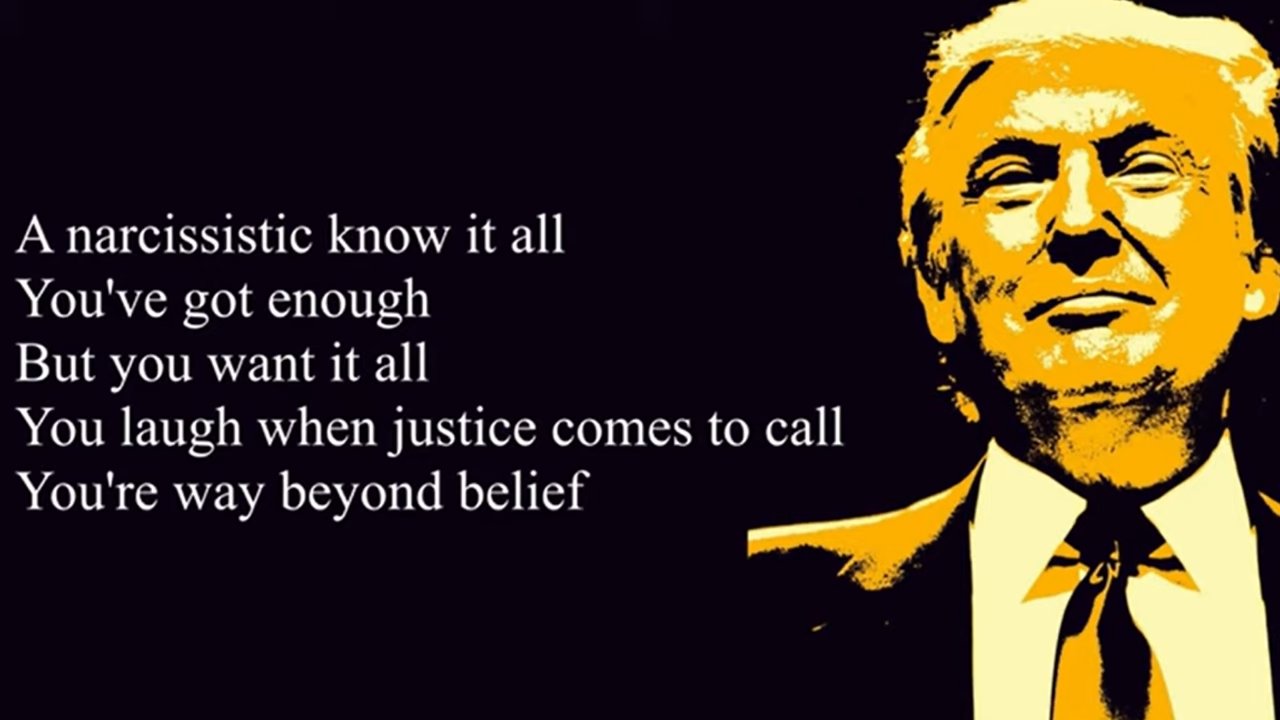 A narcissistic know it all
You've got enough
But you want it all
You laugh when justice comes to call
You're way beyond belief